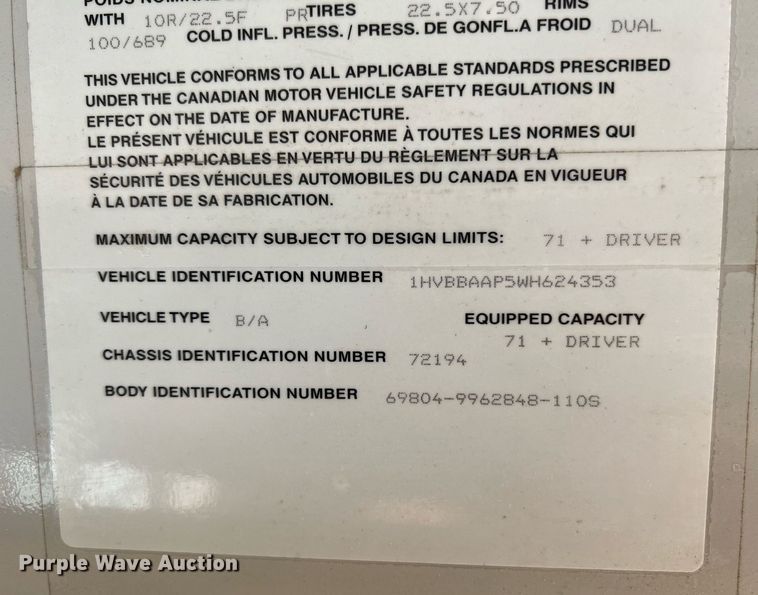 POIDS NOMINAL
WITH 10R/22.5F PRTIRES 22.5X7.50 RIMS
100/689 COLD INFL. PRESS. / PRESS. DE GONFL.A FROID DUAL
THIS VEHICLE CONFORMS TO ALL APPLICABLE STANDARDS PRESCRIBED
UNDER THE CANADIAN MOTOR VEHICLE SAFETY REGULATIONS IN
EFFECT ON THE DATE OF MANUFACTURE.
LE PRÉSENT VÉHICULE EST CONFORME À TOUTES LES NORMES QUI
LUI SONT APPLICABLES EN VERTU DU RÈGLEMENT SUR LA
SÉCURITÉ DES VÉHICULES AUTOMOBILES DU CANADA EN VIGUEUR
À LA DATE DE SA FABRICATION.
MAXIMUM CAPACITY SUBJECT TO DESIGN LIMITS: 71 + DRIVER
VEHICLE IDENTIFICATION NUMBER 1HVBBAAP5WH624353
VEHICLE TYPE B/A EQUIPPED CAPACITY
71 + DRIVER
CHASSIS IDENTIFICATION NUMBER 72194
BODY IDENTIFICATION NUMBER 69804-9962848-110S
Purple Wave Auction